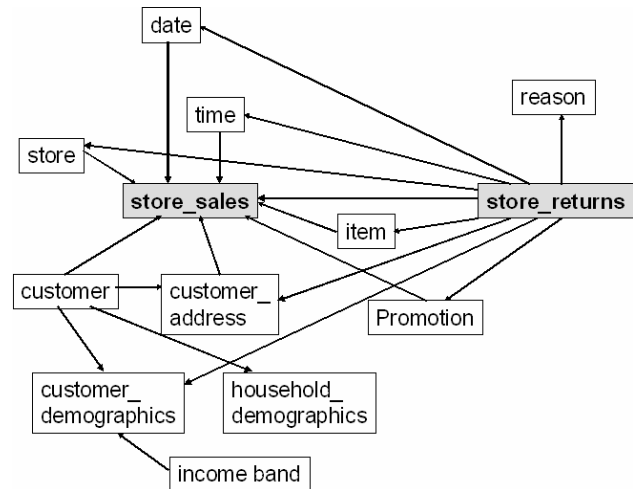 date
reason
time
store
store_sales
store_returns
item
customer
customer_
address
Promotion
customer_
demographics
household_
demographics
income band